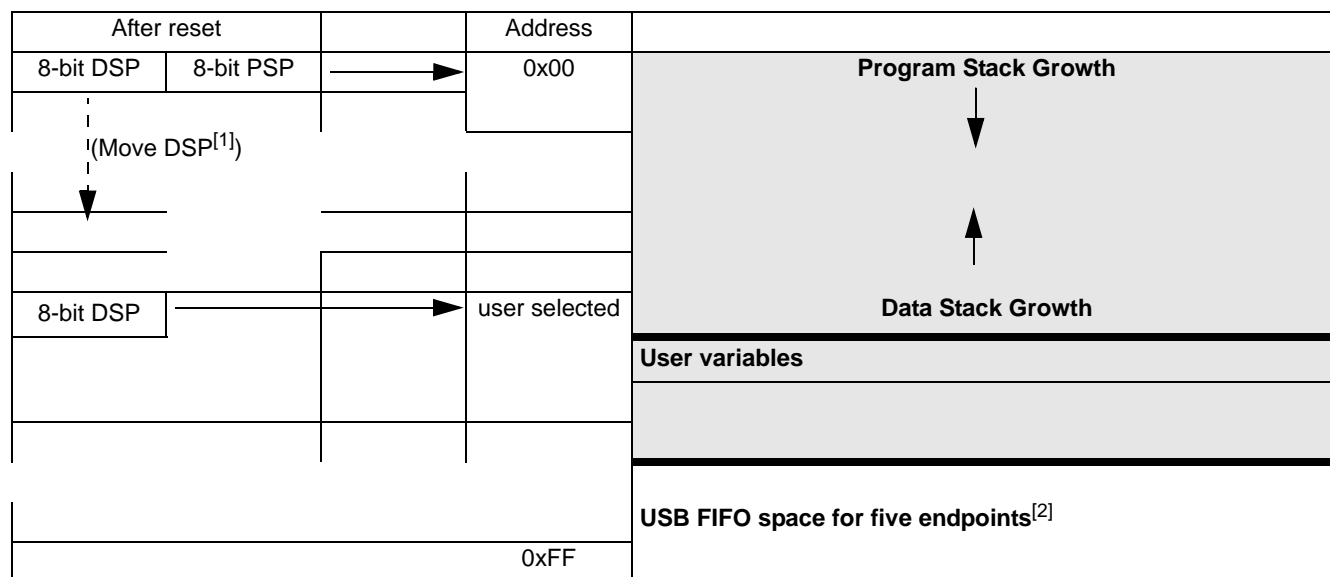 After reset Address
8-bit DSP 8-bit PSP 0x00 Program Stack Growth
(Move DSP[1])
8-bit DSP user selected Data Stack Growth
User variables
USB FIFO space for five endpoints[2]
0xFF